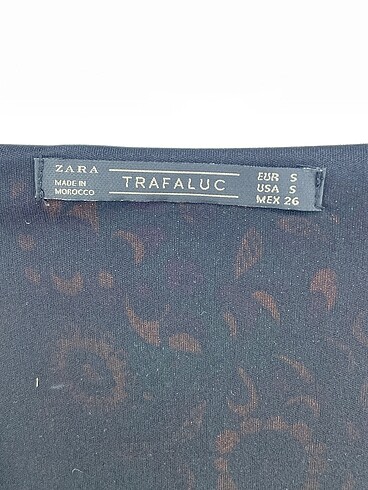 ZARA
MADE IN
MOROCCO
TRAFALUC
EUR S
USA S
MEX 26